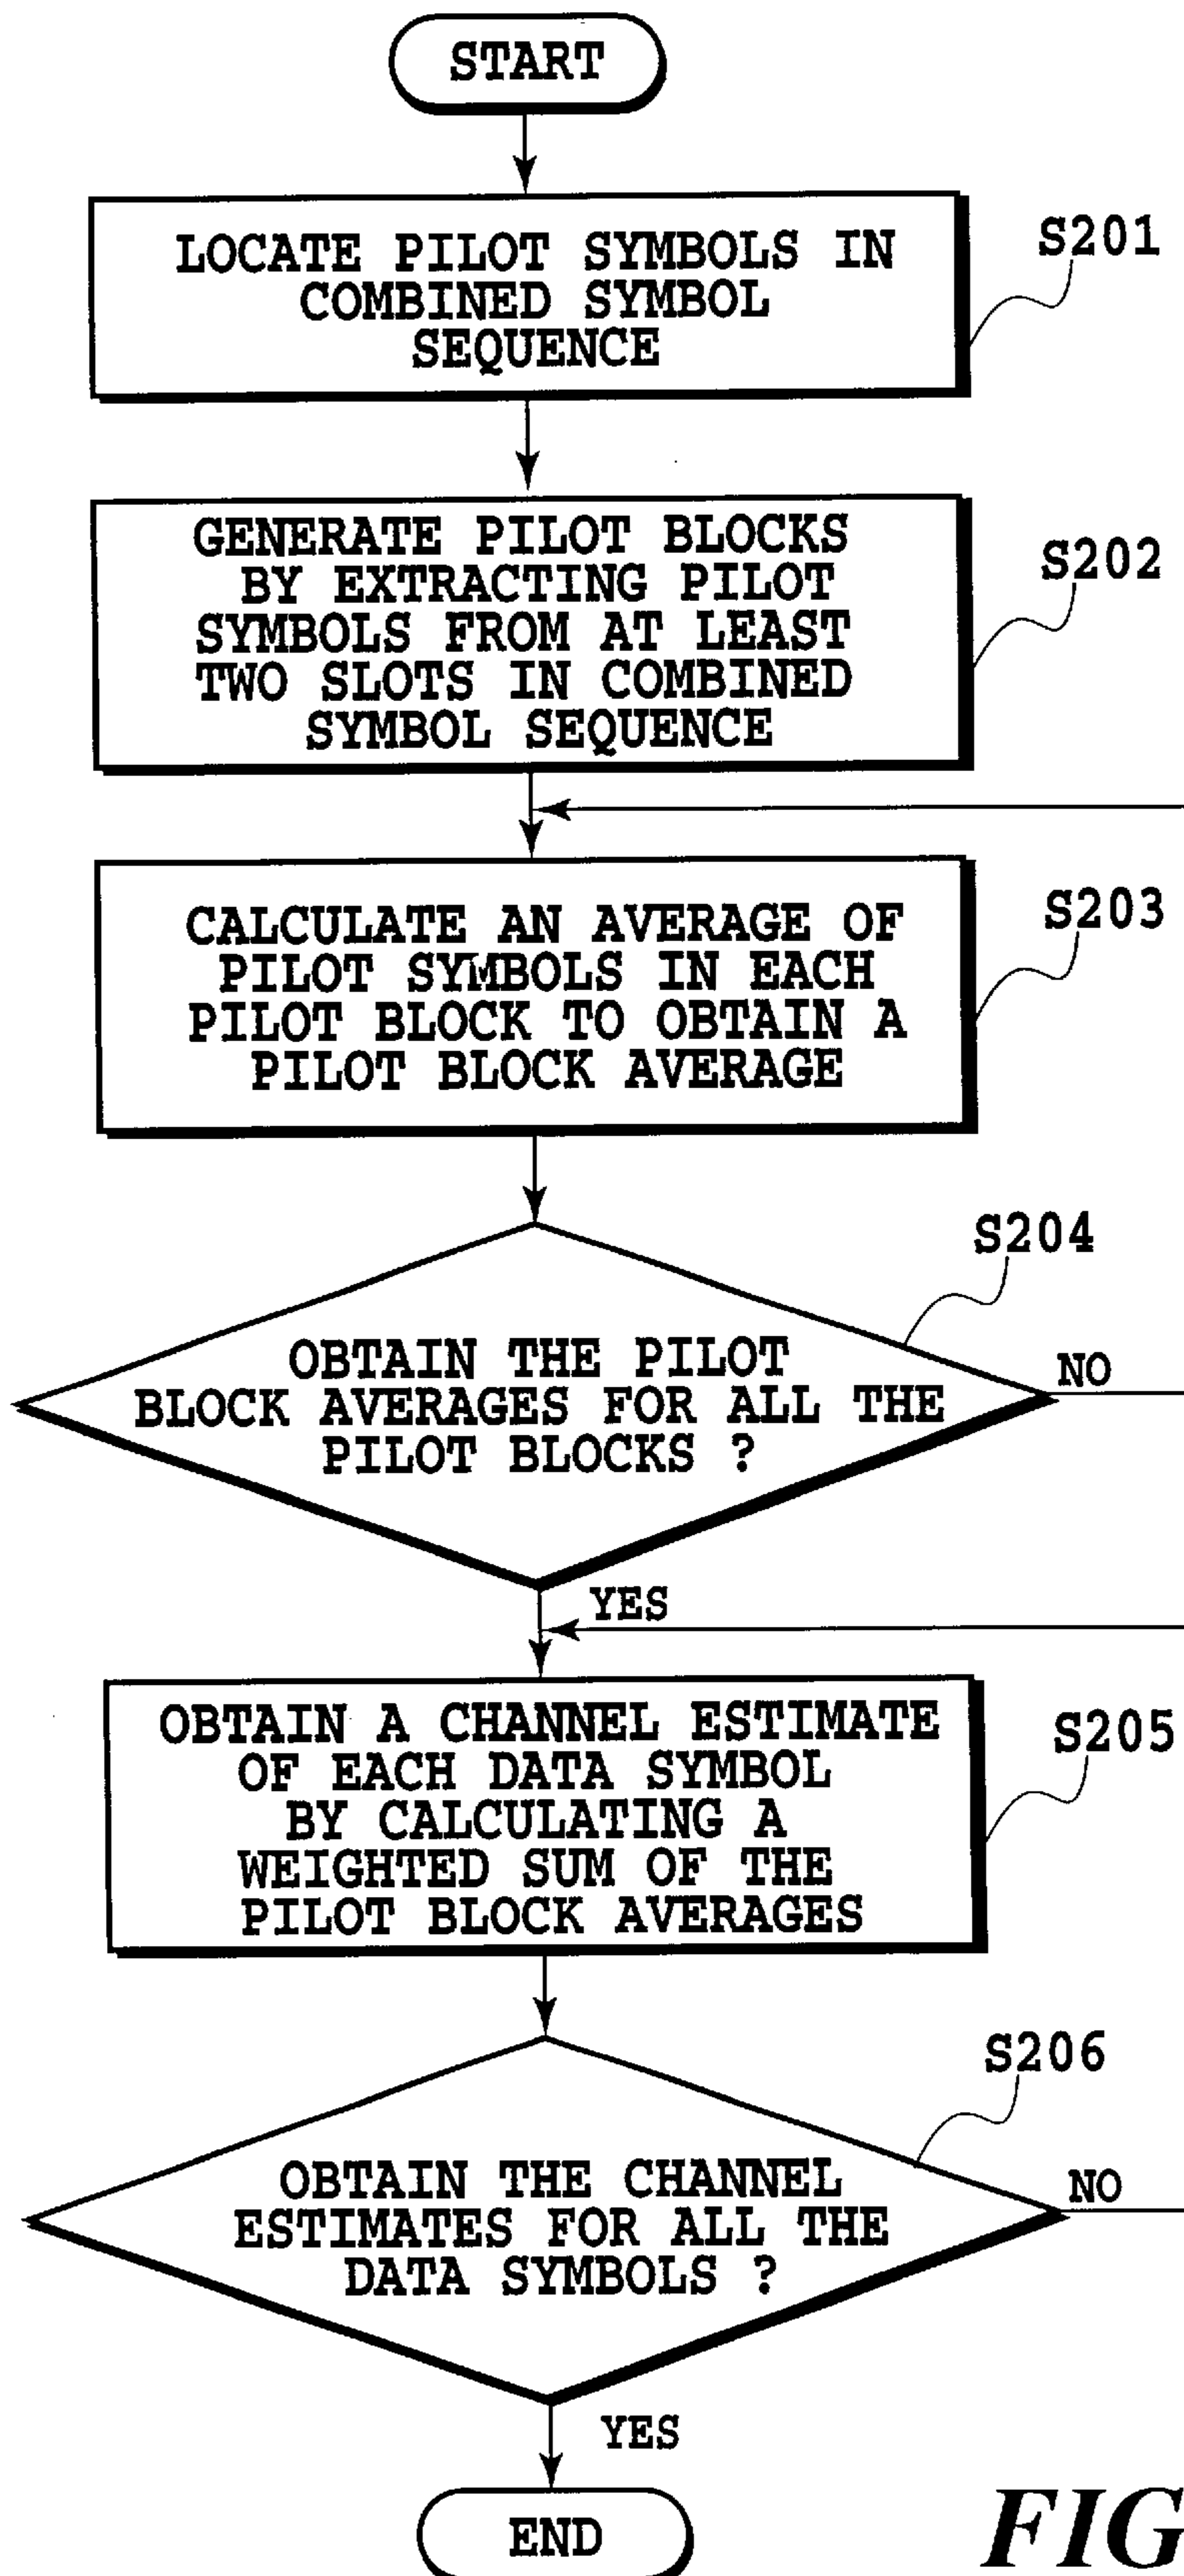 START
LOCATE PILOT SYMBOLS IN
COMBINED SYMBOL
SEQUENCE
S201
GENERATE PILOT BLOCKS
BY EXTRACTING PILOT
SYMBOLS FROM AT LEAST
TWO SLOTS IN COMBINED
SYMBOL SEQUENCE
S202
CALCULATE AN AVERAGE OF
PILOT SYMBOLS IN EACH
PILOT BLOCK TO OBTAIN A
PILOT BLOCK AVERAGE
S203
S204
OBTAIN THE PILOT
BLOCK AVERAGES FOR ALL THE
PILOT BLOCKS ?
NO
YES
OBTAIN A CHANNEL ESTIMATE
OF EACH DATA SYMBOL
BY CALCULATING A
WEIGHTED SUM OF THE
PILOT BLOCK AVERAGES
S205
S206
OBTAIN THE CHANNEL
ESTIMATES FOR ALL THE
DATA SYMBOLS ?
NO
YES
END
FIG